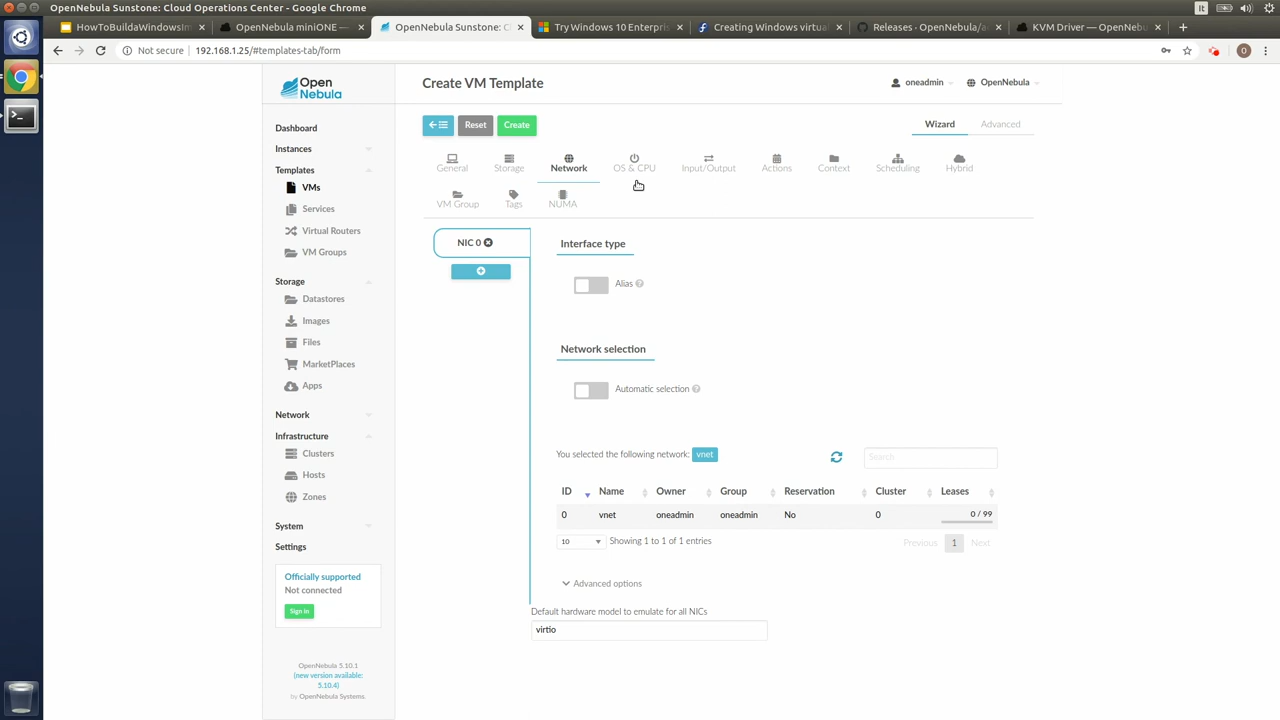 OpenNebula Sunstone: Cloud Operations Center - Google Chrome
It
HowToBuildaWindowsIm
OpenNebula miniONE —
OpenNebula Sunstone: Cl
Try Windows 10 Enterpris
Creating Windows virtual
Releases · OpenNebula/ad
KVM Driver — OpenNebu
Not secure
192.168.1.25/#templates-tab/form
O
Open
Nebula
Create VM Template
oneadmin
OpenNebula
Reset
Create
Wizard
Advanced
Dashboard
Instances
Templates
VMs
Services
Virtual Routers
VM Groups
Storage
Datastores
Images
Files
MarketPlaces
Apps
Network
Infrastructure
Clusters
Hosts
Zones
System
Settings
Officially supported
Not connected
Sign in
OpenNebula 5.10.1
(new version available:
5.10.4)
by OpenNebula Systems.
General
Storage
Network
OS & CPU
Input/Output
Actions
Context
Scheduling
Hybrid
VM Group
Tags
NUMA
NIC 0
Interface type
Alias
Network selection
Automatic selection
You selected the following network: vnet
Search
ID Name Owner Group Reservation Cluster Leases
0 vnet oneadmin oneadmin No 0 0 / 99
10 Showing 1 to 1 of 1 entries
Previous 1 Next
Advanced options
Default hardware model to emulate for all NICs
virtio